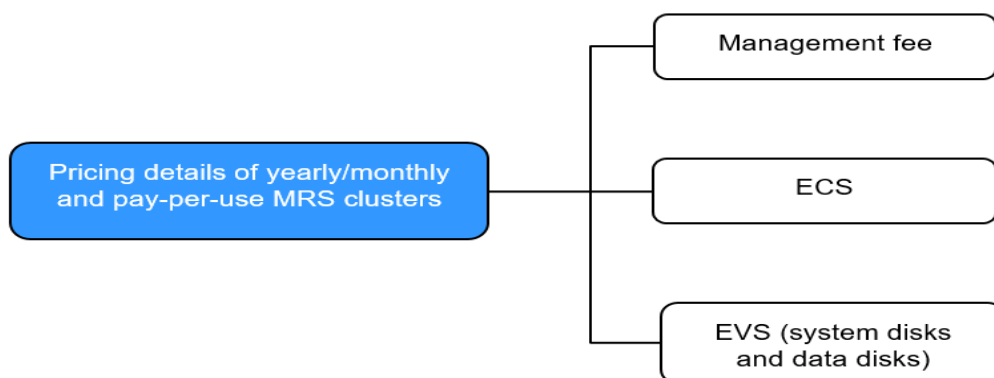 Management fee
Pricing details of yearly/monthly
and pay-per-use MRS clusters
ECS
EVS (system disks
and data disks)